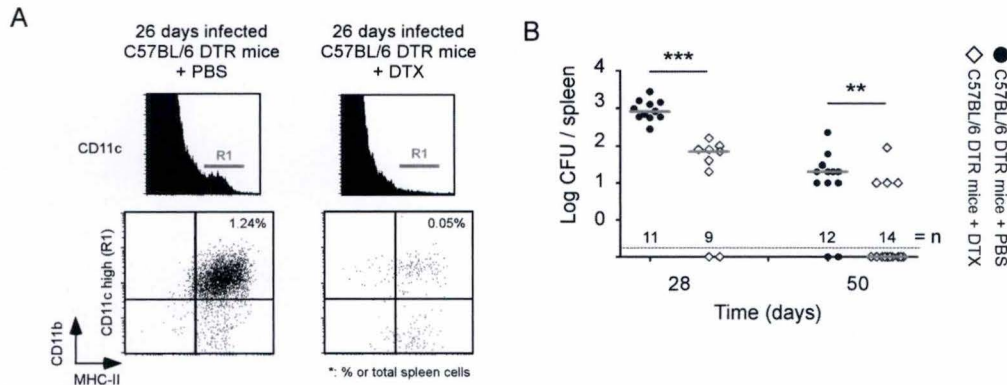 A
26 days infected
C57BL/6 DTR mice
+ PBS
26 days infected
C57BL/6 DTR mice
+ DTX
CD11c
R1
R1
CD11c high (R1)
1.24%
0.05%
CD11b
MHC-II
*: % or total spleen cells
B
Log CFU / spleen
4
3
2
1
0
***
**
11
9
12
14
= n
28
50
Time (days)
● C57BL/6 DTR mice + PBS
◇ C57BL/6 DTR mice + DTX